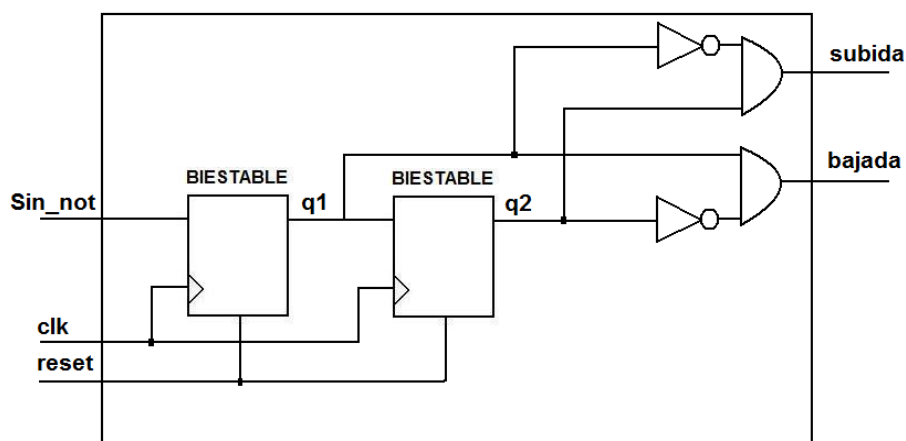 subida
bajada
BIESTABLE
BIESTABLE
Sin_not
q1
q2
clk
reset